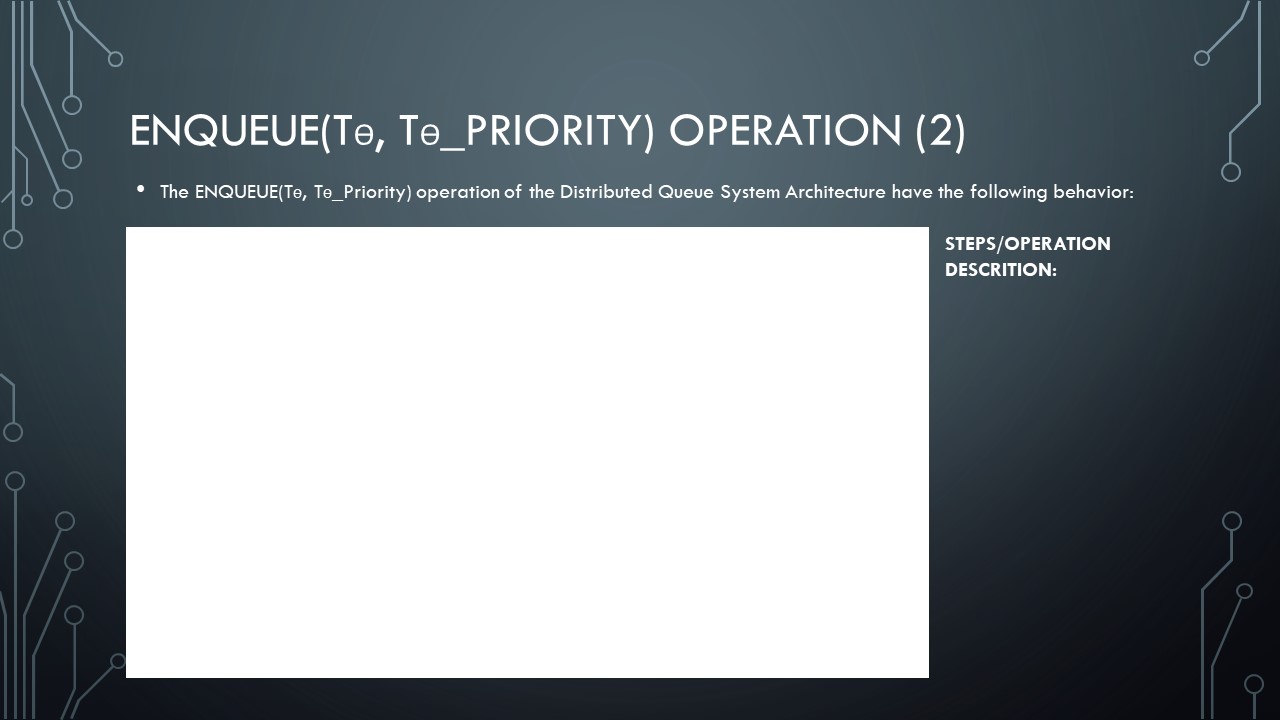 ENQUEUE(Tɵ, Tɵ_PRIORITY) OPERATION (2)
• The ENQUEUE(Tɵ, Tɵ_Priority) operation of the Distributed Queue System Architecture have the following behavior:
STEPS/OPERATION
DESCRITION: